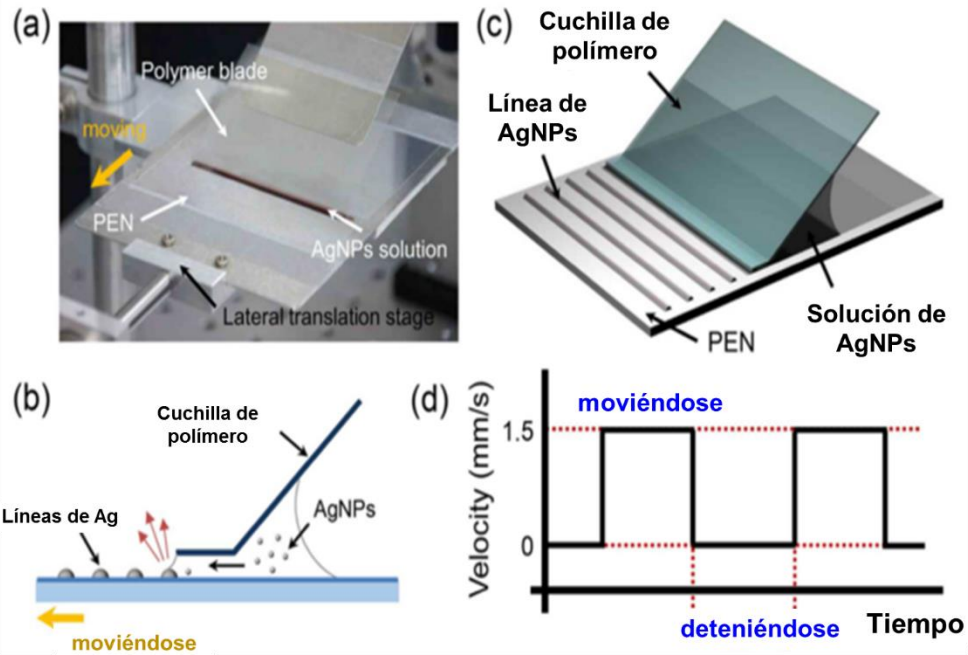 (a)
Polymer blade
moving
PEN
AgNPs solution
Lateral translation stage
(c)
Cuchilla de
polímero
Línea de
AgNPs
PEN
Solución de
AgNPs
(b)
Cuchilla de
polímero
Líneas de Ag
AgNPs
moviéndose
(d)
Velocity (mm/s)
moviéndose
1.5
0
deteniéndose
Tiempo